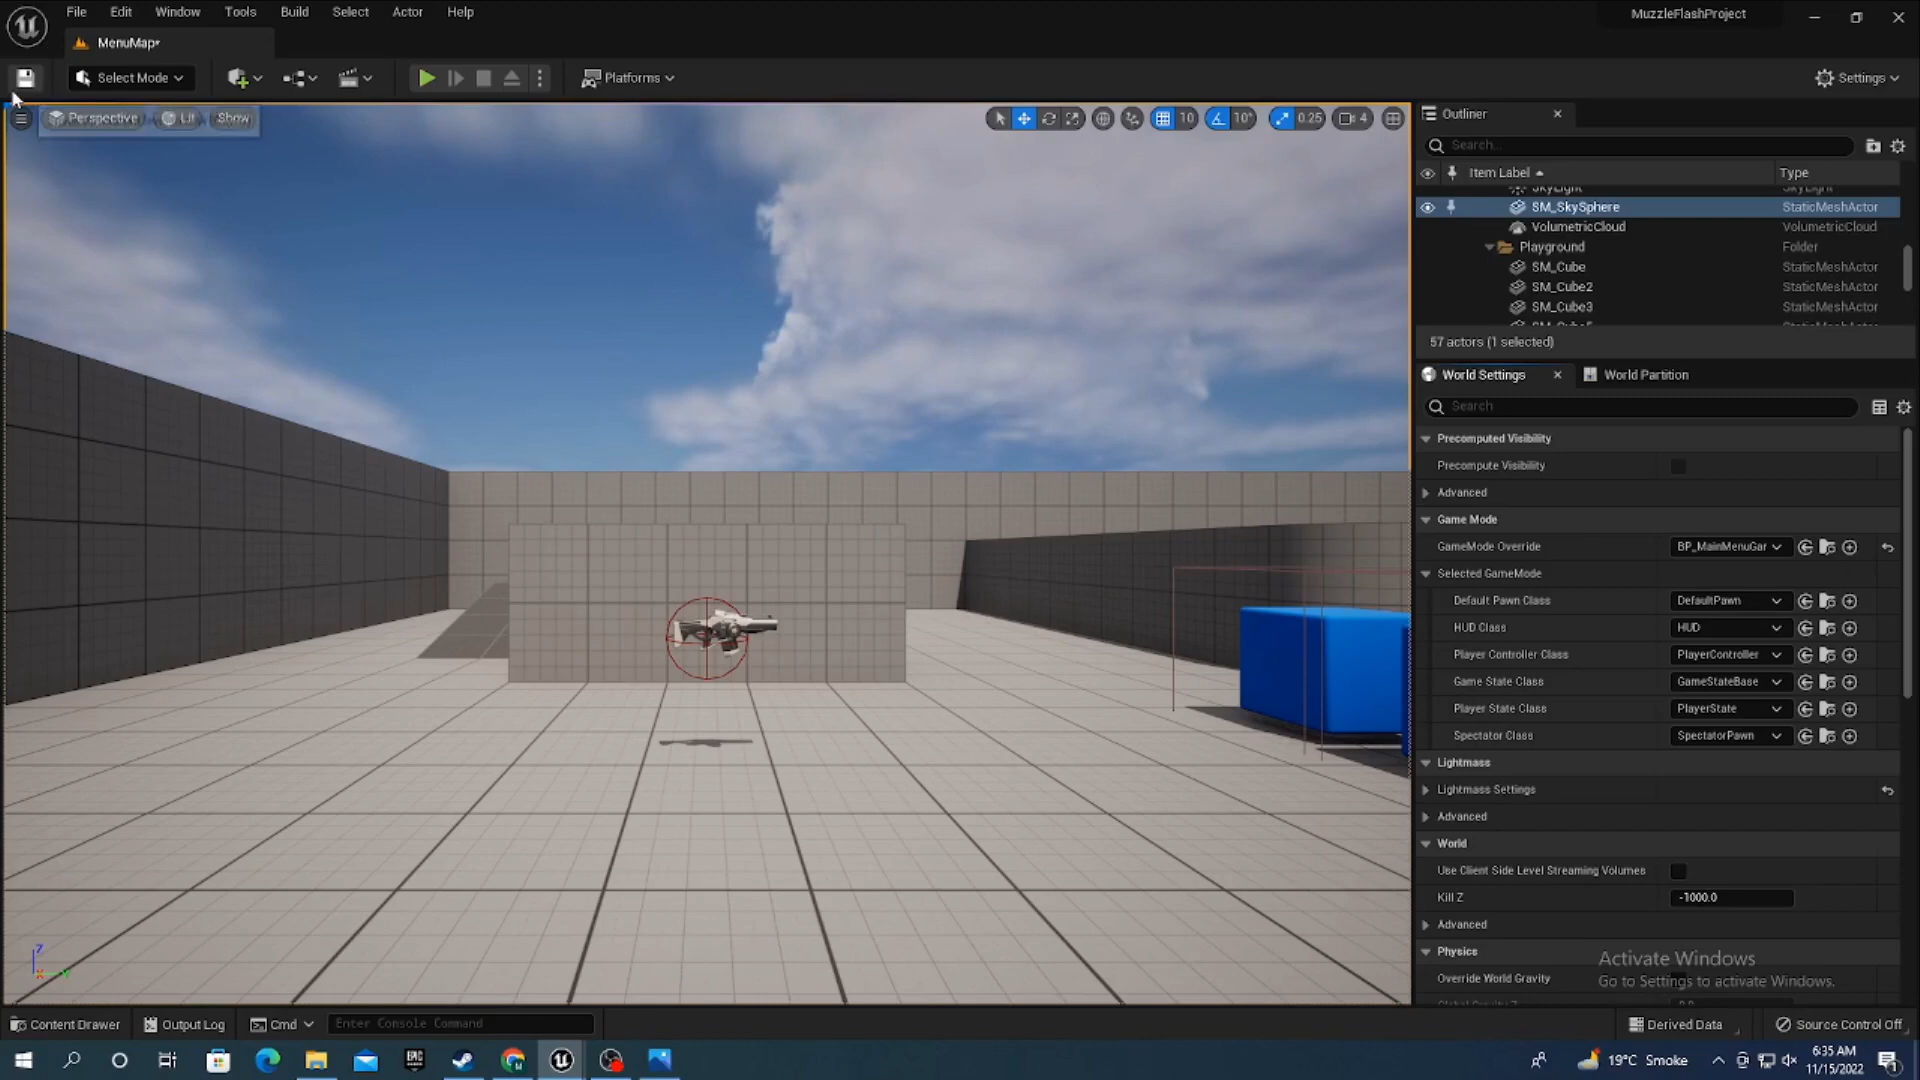 File Edit Window Tools Build Select Actor Help
MuzzleFlashProject
MenuMap*
Select Mode
Platforms
Settings
Perspective Lit Show
10 10° 0.25 4
Outliner
Search...
Item Label Type
SkyLight SkyLight
SM_SkySphere StaticMeshActor
VolumetricCloud VolumetricCloud
Playground Folder
SM_Cube StaticMeshActor
SM_Cube2 StaticMeshActor
SM_Cube3 StaticMeshActor
57 actors (1 selected)
World Settings World Partition
Search
Precomputed Visibility
Precompute Visibility
Advanced
Game Mode
GameMode Override BP_MainMenuGar
Selected GameMode
Default Pawn Class DefaultPawn
HUD Class HUD
Player Controller Class PlayerController
Game State Class GameStateBase
Player State Class PlayerState
Spectator Class SpectatorPawn
Lightmass
Lightmass Settings
Advanced
World
Use Client Side Level Streaming Volumes
Kill Z -1000.0
Advanced
Physics
Override World Gravity
Activate Windows
Go to Settings to activate Windows.
Z
X Y
Content Drawer Output Log Cmd Enter Console Command
Derived Data Source Control Off
EPIC
19°C Smoke
6:35 AM
11/15/2022
1